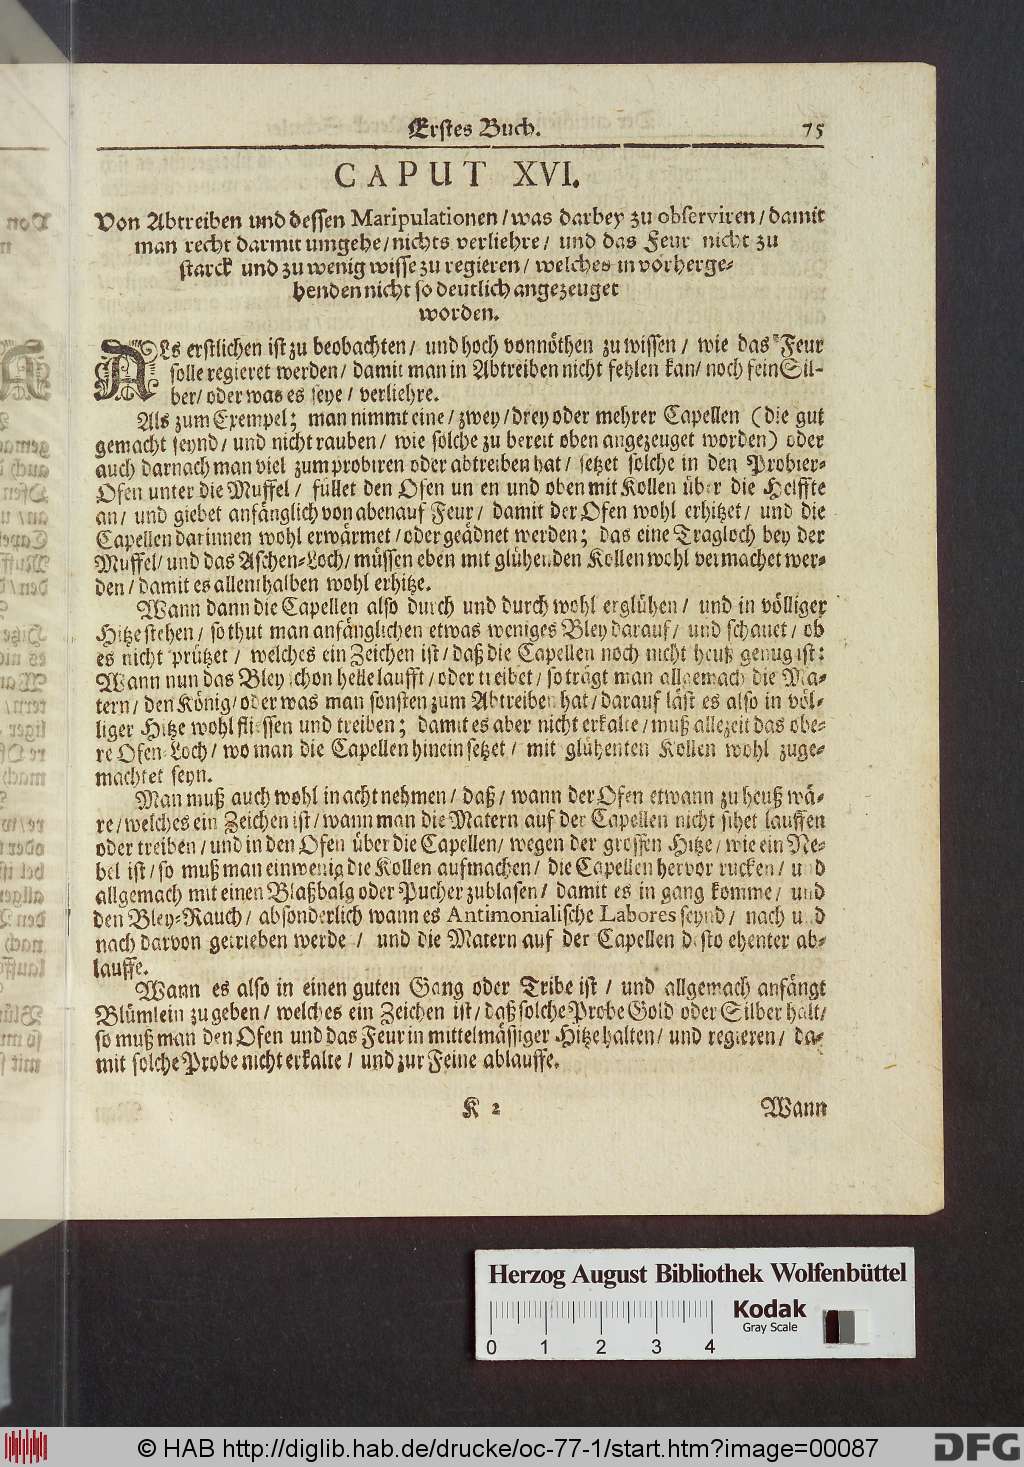 Erstes Buch. 75
CAPUT XVI.
Von Abtreiben und dessen Maripulationen / was darbey zu observiren / damit
man recht darmit umgehe / nichts verliehre / und das Feur nicht zu
starck und zu wenig wisse zu regieren / welches in vorherge-
henden nicht so deutlich angezeuget
worden.
ALs erstlichen ist zu beobachten / und hoch vonnöthen zu wissen / wie das Feur
solle regieret werden / damit man in Abtreiben nicht fehlen kan / noch sein Sil-
ber / oder was es seye / verliehre.
Als zum Exempel; man nimmt eine / zwey / drey oder mehrer Capellen (die gut
gemacht seynd / und nicht rauben / wie solche zu bereit oben angezeuget worden) oder
auch darnach man viel zum probiren oder abtreiben hat / setzet solche in den Probier-
Ofen unter die Muffel / füllet den Ofen un en und oben mit Kollen über die Helffte
an / und giebet anfänglich von abenauf Feur / damit der Ofen wohl erhitzet / und die
Capellen darinnen wohl erwärmet / oder geädnet werden; das eine Tragloch bey der
Muffel / und das Aschen-Loch / müssen eben mit glühenden Kollen wohl vermachet wer-
den / damit es allenthalben wohl erhitze.
Wann dann die Capellen also durch und durch wohl erglühen / und in völliger
Hitze stehen / so thut man anfänglichen etwas weniges Bley darauf / und schauet / ob
es nicht prützet / welches ein Zeichen ist / daß die Capellen noch nicht heuß genug ist:
Wann nun das Bley schon helle laufft / oder treibet / so trägt man allgemach die Ma-
tern / den König / oder was man sonsten zum Abtreiben hat / darauf läst es also in völ-
liger Hitze wohl fliessen und treiben; damit es aber nicht erkalte / muß allezeit das obe-
re Ofen Loch / wo man die Capellen hinein setzet / mit glühenten Kollen wohl zuge-
machtet seyn.
Man muß auch wohl in acht nehmen / daß / wann der Ofen etwann zu heuß wä-
re / welches ein Zeichen ist / wann man die Matern auf der Capellen nicht sihet lauffen
oder treiben / und in den Ofen über die Capellen / wegen der grossen Hitze / wie ein Ne-
bel ist / so muß man ein wenig die Kollen aufmachen / die Capellen hervor rucken / und
allgemach mit einen Blaßbalg oder Pucher zublasen / damit es in gang komme / und
den Bley-Rauch / absonderlich wann es Antimonialische Labores seynd / nach und
nach darvon getrieben werde / und die Matern auf der Capellen desto ehenter ab-
lauffe.
Wann es also in einen guten Gang oder Tribe ist / und allgemach anfängt
Blümlein zu geben / welches ein Zeichen ist / daß solche Probe Gold oder Silber halt /
so muß man den Ofen und das Feur in mittelmässiger Hitze halten / und regieren / da-
mit solche Probe nicht erkalte / und zur Feine ablauffe.
K 2 Wann
Herzog August Bibliothek Wolfenbüttel
Kodak
Gray Scale
0 1 2 3 4
© HAB http://diglib.hab.de/drucke/oc-77-1/start.htm?image=00087
DFG